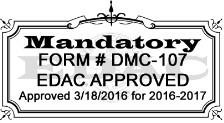 Mandatory
FORM # DMC-107
EDAC APPROVED
Approved 3/18/2016 for 2016-2017